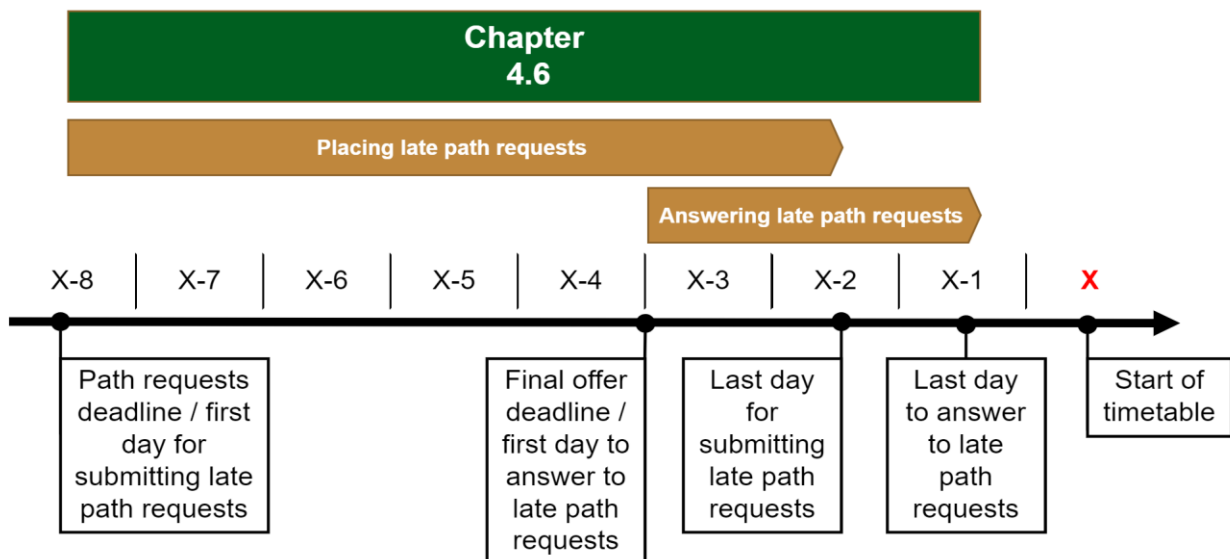 Chapter
4.6
Placing late path requests
Answering late path requests
X-8 X-7 X-6 X-5 X-4 X-3 X-2 X-1 X
Path requests
deadline / first
day for
submitting late
path requests
Final offer
deadline /
first day to
answer to
late path
requests
Last day
for
submitting
late path
requests
Last day
to answer
to late
path
requests
Start of
timetable